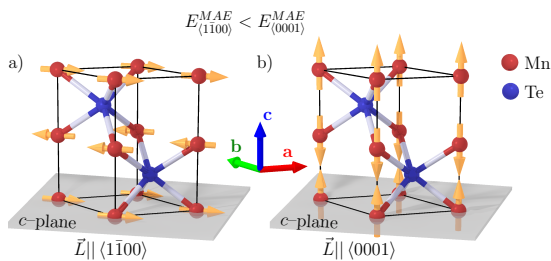 E^{MAE}_{⟨11̄00⟩} < E^{MAE}_{⟨0001⟩}
a)
b)
Mn
Te
c
b
a
c–plane
c–plane
L⃗|| ⟨11̄00⟩
L⃗|| ⟨0001⟩